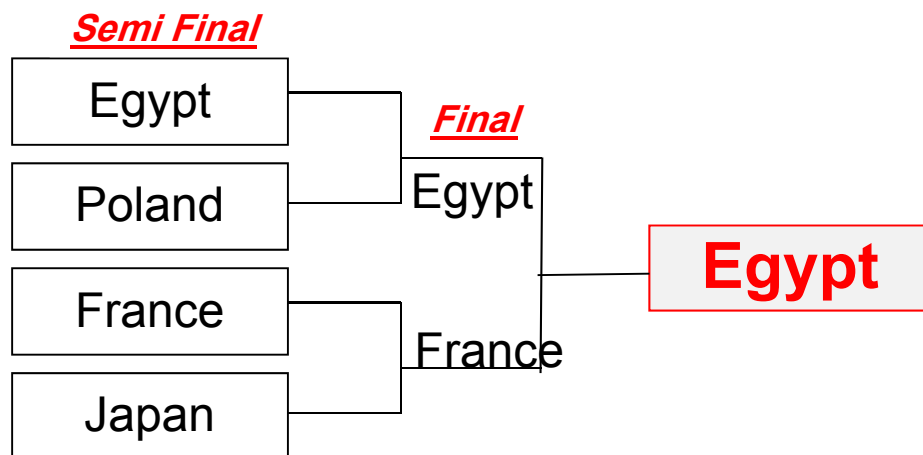 Semi Final
Egypt
Poland
France
Japan
Final
Egypt
France
Egypt